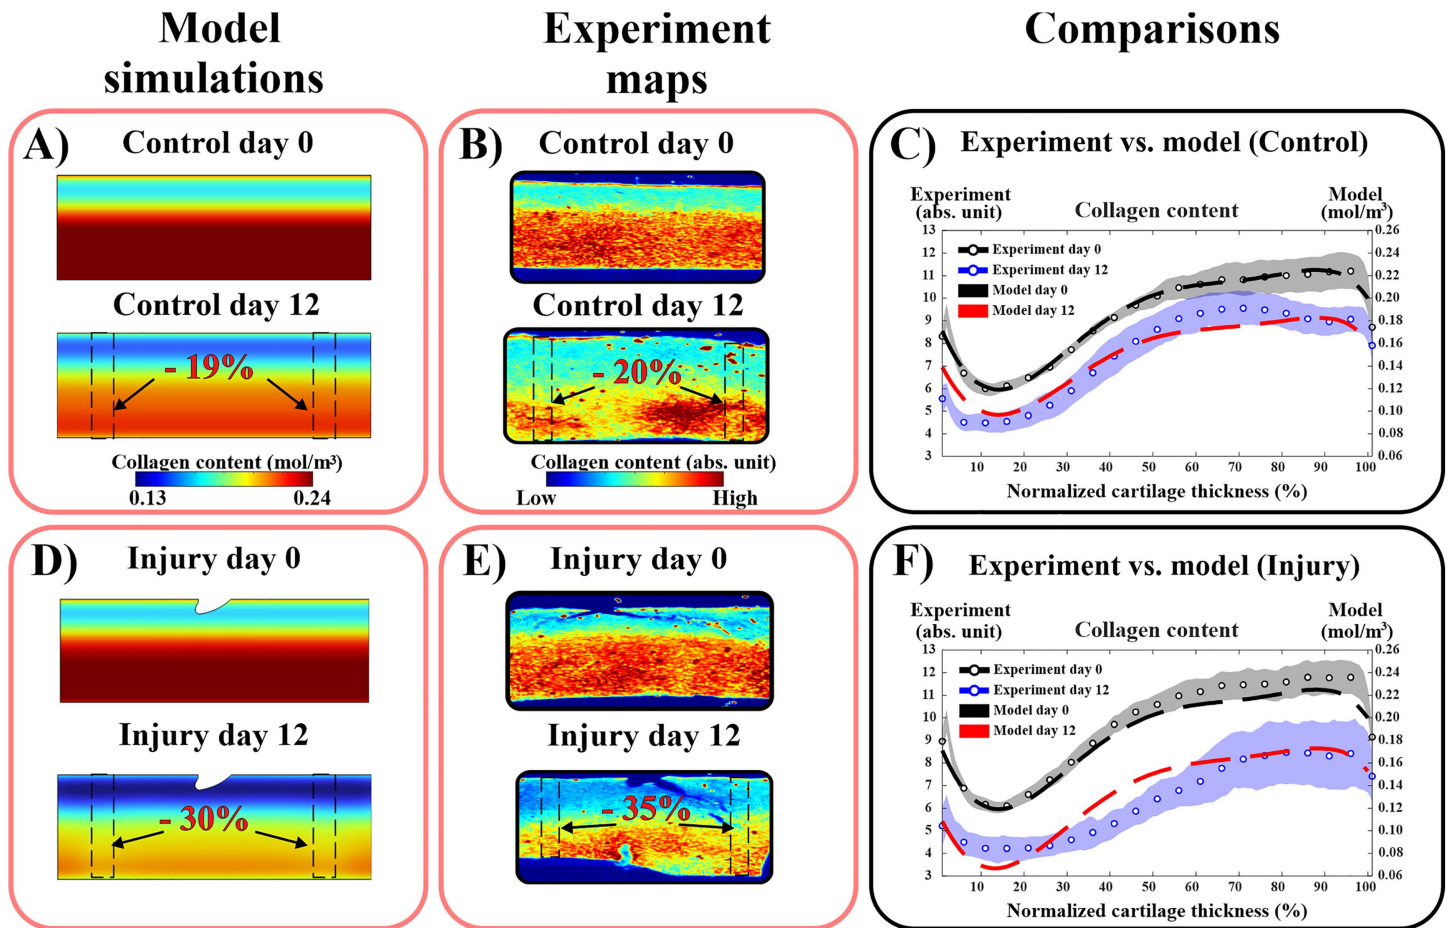 Model
simulations
Experiment
maps
Comparisons
A)
Control day 0
Control day 12
- 19%
Collagen content (mol/m³)
0.13 0.24
B)
Control day 0
Control day 12
- 20%
Collagen content (abs. unit)
Low High
C) Experiment vs. model (Control)
Experiment
(abs. unit)
Collagen content
Model
(mol/m³)
13
12
11
10
9
8
7
6
5
4
3
Experiment day 0
Experiment day 12
Model day 0
Model day 12
0.26
0.24
0.22
0.20
0.18
0.16
0.14
0.12
0.10
0.08
0.06
10 20 30 40 50 60 70 80 90 100
Normalized cartilage thickness (%)
D) Injury day 0
Injury day 12
- 30%
E) Injury day 0
Injury day 12
- 35%
F) Experiment vs. model (Injury)
Experiment
(abs. unit)
Collagen content
Model
(mol/m³)
13
12
11
10
9
8
7
6
5
4
3
Experiment day 0
Experiment day 12
Model day 0
Model day 12
0.26
0.24
0.22
0.20
0.18
0.16
0.14
0.12
0.10
0.08
0.06
10 20 30 40 50 60 70 80 90 100
Normalized cartilage thickness (%)